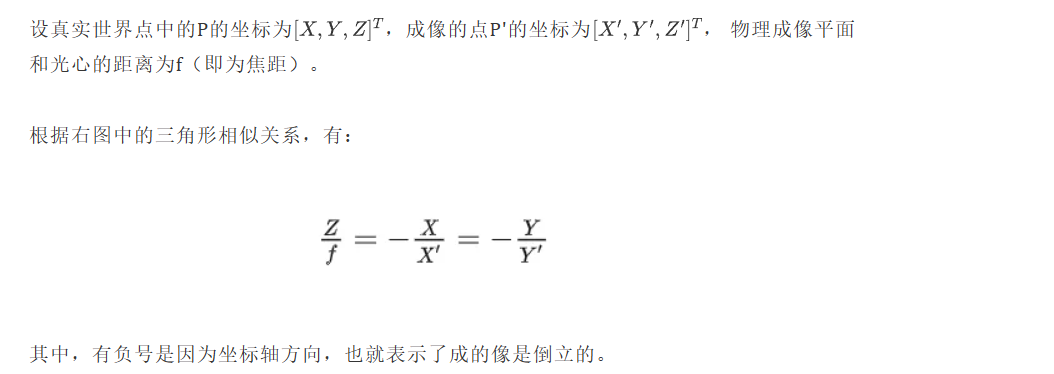 设真实世界点中的P的坐标为[X, Y, Z]ᵀ，成像的点P'的坐标为[X′, Y′, Z′]ᵀ， 物理成像平面
和光心的距离为f（即为焦距）。
根据右图中的三角形相似关系，有：
Z/f = −X/X′ = −Y/Y′
其中，有负号是因为坐标轴方向，也就表示了成的像是倒立的。